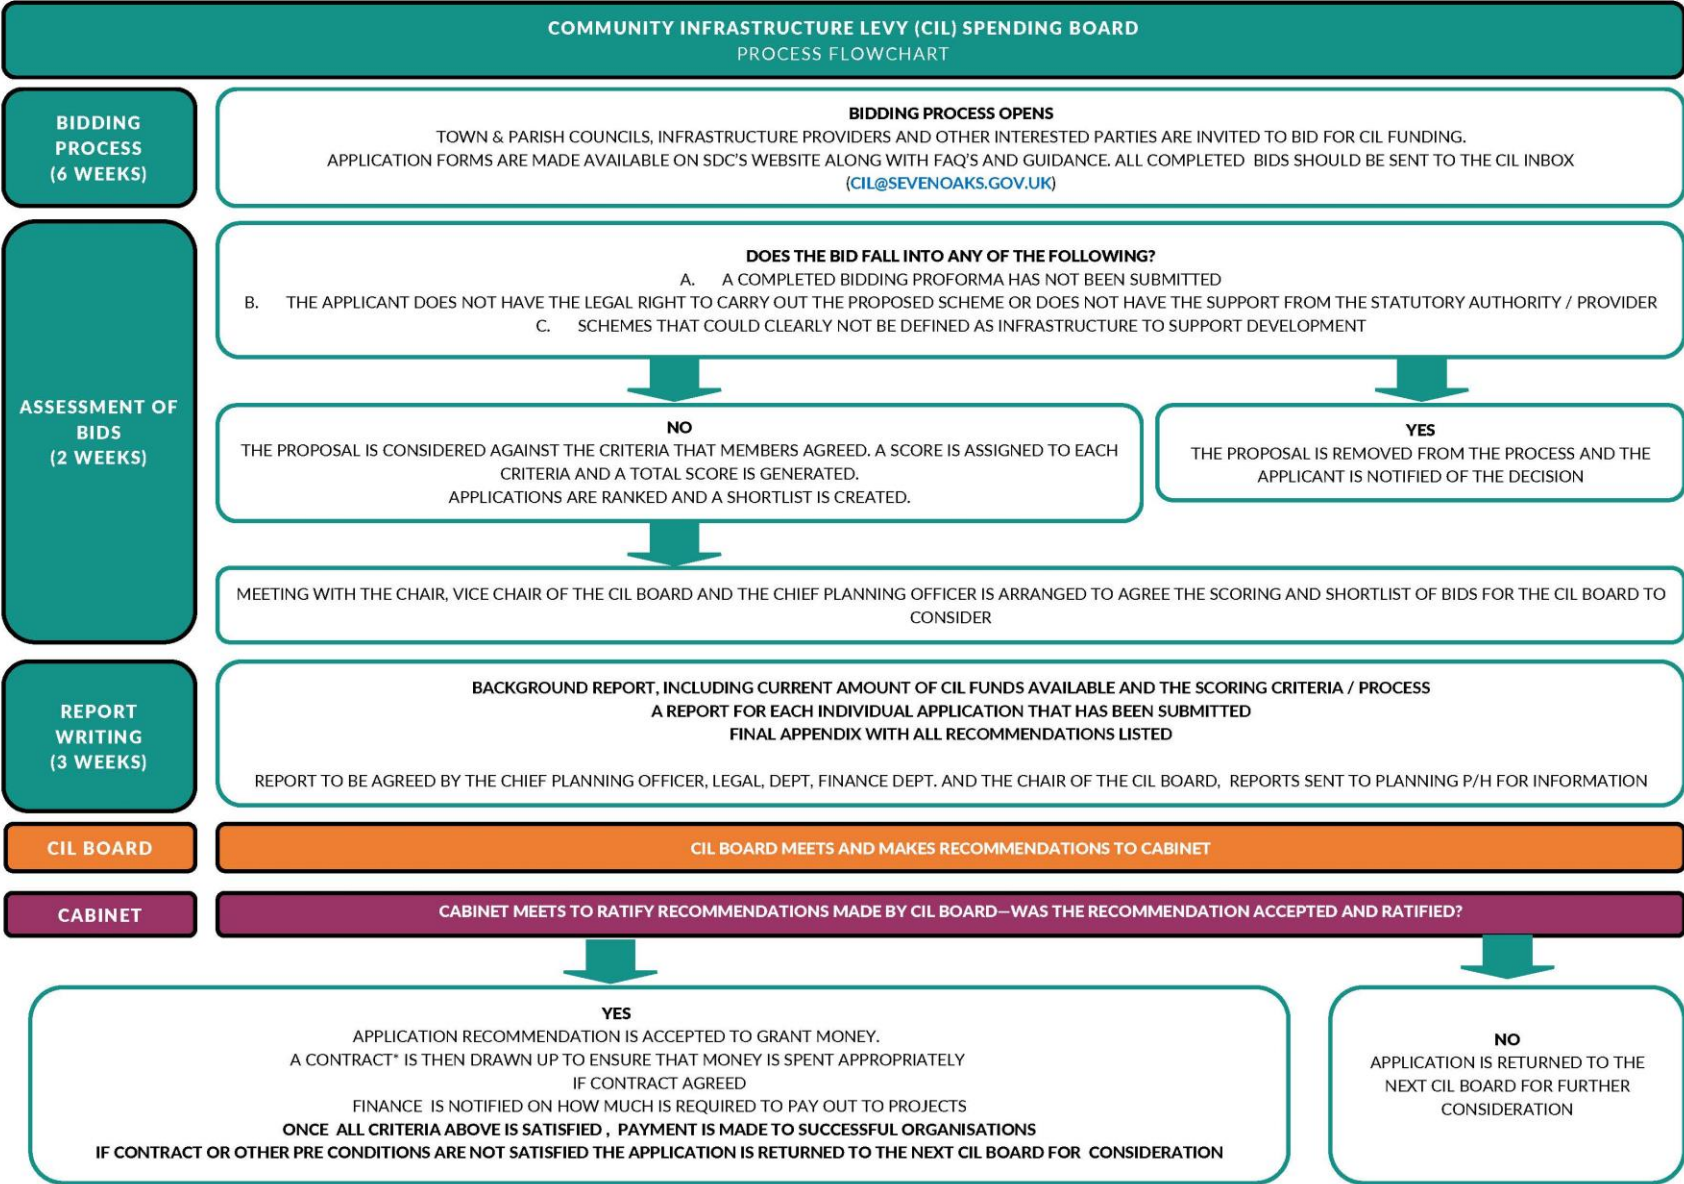 COMMUNITY INFRASTRUCTURE LEVY (CIL) SPENDING BOARD
PROCESS FLOWCHART
BIDDING
PROCESS
(6 WEEKS)
BIDDING PROCESS OPENS
TOWN & PARISH COUNCILS, INFRASTRUCTURE PROVIDERS AND OTHER INTERESTED PARTIES ARE INVITED TO BID FOR CIL FUNDING.
APPLICATION FORMS ARE MADE AVAILABLE ON SDC'S WEBSITE ALONG WITH FAQ'S AND GUIDANCE. ALL COMPLETED BIDS SHOULD BE SENT TO THE CIL INBOX
(CIL@SEVENOAKS.GOV.UK)
ASSESSMENT OF
BIDS
(2 WEEKS)
DOES THE BID FALL INTO ANY OF THE FOLLOWING?
A. A COMPLETED BIDDING PROFORMA HAS NOT BEEN SUBMITTED
B. THE APPLICANT DOES NOT HAVE THE LEGAL RIGHT TO CARRY OUT THE PROPOSED SCHEME OR DOES NOT HAVE THE SUPPORT FROM THE STATUTORY AUTHORITY / PROVIDER
C. SCHEMES THAT COULD CLEARLY NOT BE DEFINED AS INFRASTRUCTURE TO SUPPORT DEVELOPMENT
NO
THE PROPOSAL IS CONSIDERED AGAINST THE CRITERIA THAT MEMBERS AGREED. A SCORE IS ASSIGNED TO EACH
CRITERIA AND A TOTAL SCORE IS GENERATED.
APPLICATIONS ARE RANKED AND A SHORTLIST IS CREATED.
YES
THE PROPOSAL IS REMOVED FROM THE PROCESS AND THE
APPLICANT IS NOTIFIED OF THE DECISION
MEETING WITH THE CHAIR, VICE CHAIR OF THE CIL BOARD AND THE CHIEF PLANNING OFFICER IS ARRANGED TO AGREE THE SCORING AND SHORTLIST OF BIDS FOR THE CIL BOARD TO
CONSIDER
REPORT
WRITING
(3 WEEKS)
BACKGROUND REPORT, INCLUDING CURRENT AMOUNT OF CIL FUNDS AVAILABLE AND THE SCORING CRITERIA / PROCESS
A REPORT FOR EACH INDIVIDUAL APPLICATION THAT HAS BEEN SUBMITTED
FINAL APPENDIX WITH ALL RECOMMENDATIONS LISTED
REPORT TO BE AGREED BY THE CHIEF PLANNING OFFICER, LEGAL, DEPT, FINANCE DEPT. AND THE CHAIR OF THE CIL BOARD, REPORTS SENT TO PLANNING P/H FOR INFORMATION
CIL BOARD
CIL BOARD MEETS AND MAKES RECOMMENDATIONS TO CABINET
CABINET
CABINET MEETS TO RATIFY RECOMMENDATIONS MADE BY CIL BOARD—WAS THE RECOMMENDATION ACCEPTED AND RATIFIED?
YES
APPLICATION RECOMMENDATION IS ACCEPTED TO GRANT MONEY.
A CONTRACT* IS THEN DRAWN UP TO ENSURE THAT MONEY IS SPENT APPROPRIATELY
IF CONTRACT AGREED
FINANCE IS NOTIFIED ON HOW MUCH IS REQUIRED TO PAY OUT TO PROJECTS
ONCE ALL CRITERIA ABOVE IS SATISFIED , PAYMENT IS MADE TO SUCCESSFUL ORGANISATIONS
IF CONTRACT OR OTHER PRE CONDITIONS ARE NOT SATISFIED THE APPLICATION IS RETURNED TO THE NEXT CIL BOARD FOR CONSIDERATION
NO
APPLICATION IS RETURNED TO THE
NEXT CIL BOARD FOR FURTHER
CONSIDERATION